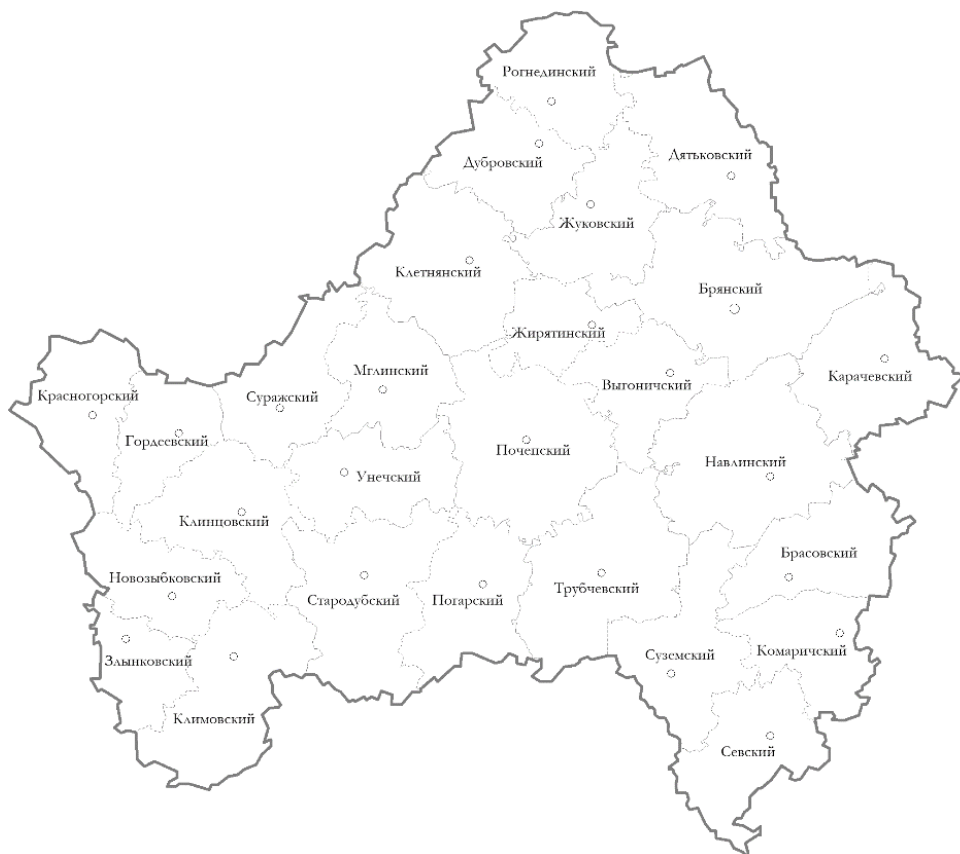 Рогнединский
Дубровский
Дятьковский
Жуковский
Клетнянский
Брянский
Жирятинский
Мглинский
Выгоничский
Карачевский
Красногорский
Суражский
Гордеевский
Почепский
Навлинский
Унечский
Клинцовский
Брасовский
Новозыбковский
Стародубский
Погарский
Трубчевский
Комаричский
Суземский
Злынковский
Климовский
Севский